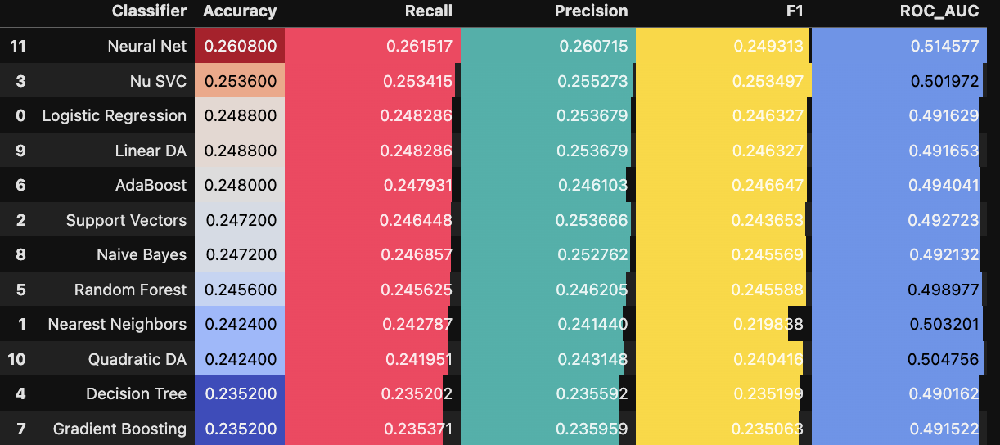 Classifier Accuracy Recall Precision F1 ROC_AUC
11 Neural Net 0.260800 0.261517 0.260715 0.249313 0.514577
3 Nu SVC 0.253600 0.253415 0.255273 0.253497 0.501972
0 Logistic Regression 0.248800 0.248286 0.253679 0.246327 0.491629
9 Linear DA 0.248800 0.248286 0.253679 0.246327 0.491653
6 AdaBoost 0.248000 0.247931 0.246103 0.246647 0.494041
2 Support Vectors 0.247200 0.246448 0.253666 0.243653 0.492723
8 Naive Bayes 0.247200 0.246857 0.252762 0.245569 0.492132
5 Random Forest 0.245600 0.245625 0.246205 0.245588 0.498977
1 Nearest Neighbors 0.242400 0.242787 0.241440 0.219838 0.503201
10 Quadratic DA 0.242400 0.241951 0.243148 0.240416 0.504756
4 Decision Tree 0.235200 0.235202 0.235592 0.235199 0.490162
7 Gradient Boosting 0.235200 0.235371 0.235959 0.235063 0.491522